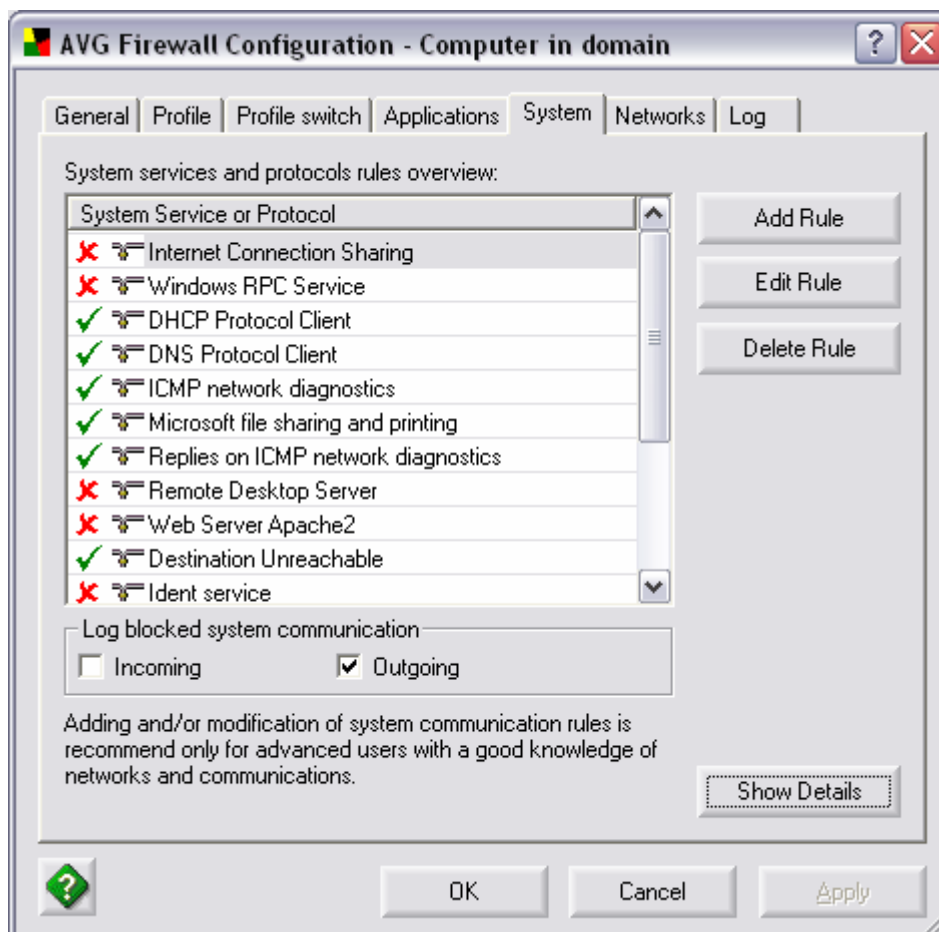 AVG Firewall Configuration - Computer in domain
General Profile Profile switch Applications System Networks Log
System services and protocols rules overview:
System Service or Protocol
Internet Connection Sharing
Windows RPC Service
DHCP Protocol Client
DNS Protocol Client
ICMP network diagnostics
Microsoft file sharing and printing
Replies on ICMP network diagnostics
Remote Desktop Server
Web Server Apache2
Destination Unreachable
Ident service
Add Rule
Edit Rule
Delete Rule
Log blocked system communication
Incoming Outgoing
Adding and/or modification of system communication rules is
recommend only for advanced users with a good knowledge of
networks and communications.
Show Details
OK Cancel Apply